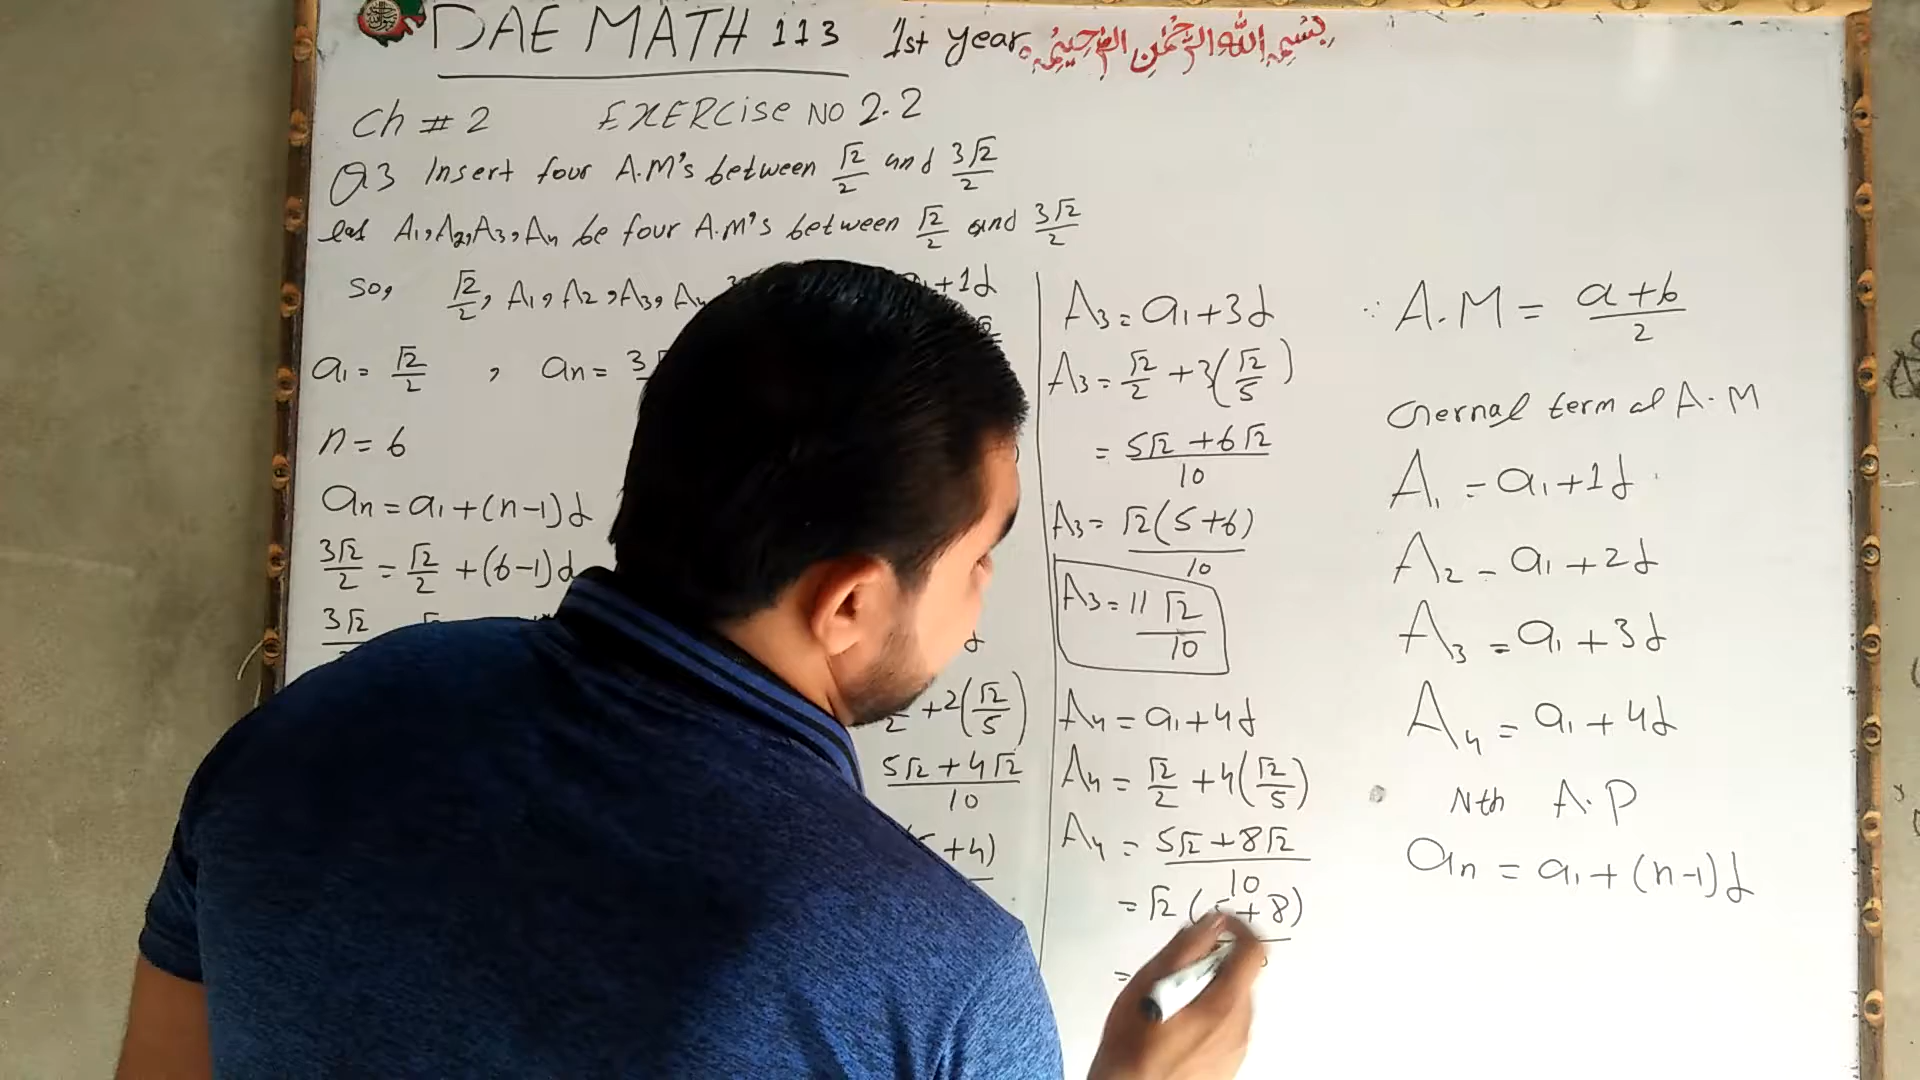 DAE MATH 113 1st year بسم الله الرحمن الرحيم
Ch # 2 EXERCise NO 2.2
Q3 Insert four A.M's between √2/2 and 3√2/2
let A1, A2, A3, A4 be four A.M's between √2/2 and 3√2/2
So, √2/2, A1, A2, A3, A4
a1 = √2/2 , an = 3
n = 6
an = a1 + (n-1)d
3√2/2 = √2/2 + (6-1)d
3√2
+1d
+2(√2/5)
5√2 + 4√2/10
+4)
A3 = a1 + 3d
A3 = √2/2 + 3(√2/5)
= 5√2 + 6√2/10
A3 = √2(5+6)/10
A3 = 11√2/10
A4 = a1 + 4d
A4 = √2/2 + 4(√2/5)
A4 = 5√2 + 8√2/10
= √2 ( + 8)
=
∵ A.M = a+b/2
Gernal term of A.M
A1 = a1 + 1d
A2 = a1 + 2d
A3 = a1 + 3d
A4 = a1 + 4d
Nth A.P
an = a1 + (n-1)d